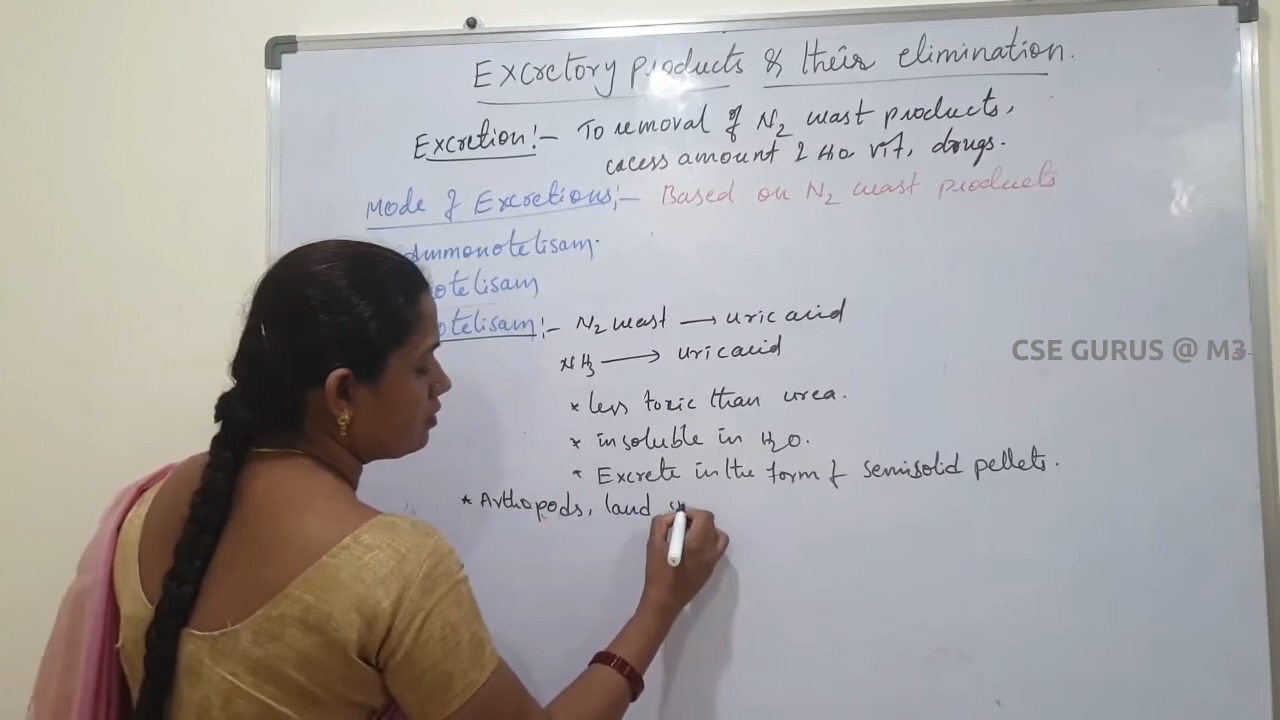 Excretory products & their elimination.
Excretion:- To removal of N2 wast products,
excess amount & H2o vit, drugs.
Mode of Excretions:- Based on N2 wast products
Ammonotelisam.
otelisam
otelisam:- N2 wast → uric acid
NH3 → uric acid
* less toxic than urea.
* insoluble in H2O.
* Excrete in the form of semisolid pellets.
* Arthopods, land
CSE GURUS @ M3